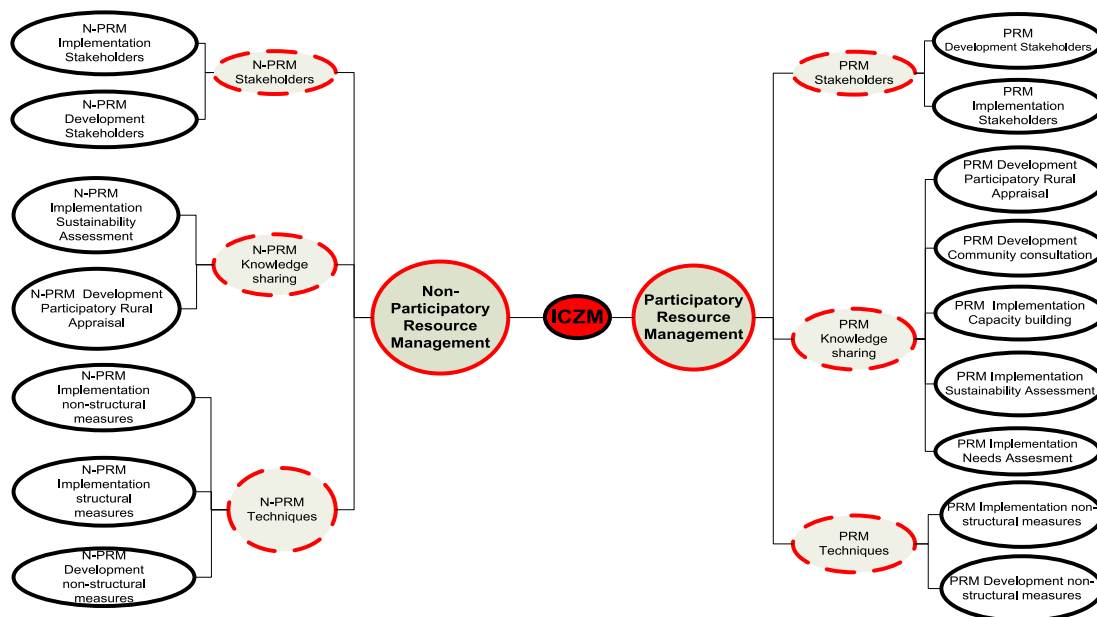 N-PRM
Implementation
Stakeholders
N-PRM
Development
Stakeholders
N-PRM
Stakeholders
N-PRM
Implementation
Sustainability
Assessment
N-PRM  Development
Participatory Rural
Appraisal
N-PRM
Knowledge
sharing
N-PRM
Implementation
non-structural
measures
N-PRM
Implementation
structural
measures
N-PRM
Development
non-structural
measures
N-PRM
Techniques
Non-
Participatory
Resource
Management
ICZM
Participatory
Resource
Management
PRM
Stakeholders
PRM
Development Stakeholders
PRM
Implementation
Stakeholders
PRM
Knowledge
sharing
PRM Development
Participatory Rural
Appraisal
PRM Development
Community consultation
PRM  Implementation
Capacity building
PRM Implementation
Sustainability Assessment
PRM Implementation
Needs Assesment
PRM
Techniques
PRM Implementation non-
structural measures
PRM Development non-
structural measures